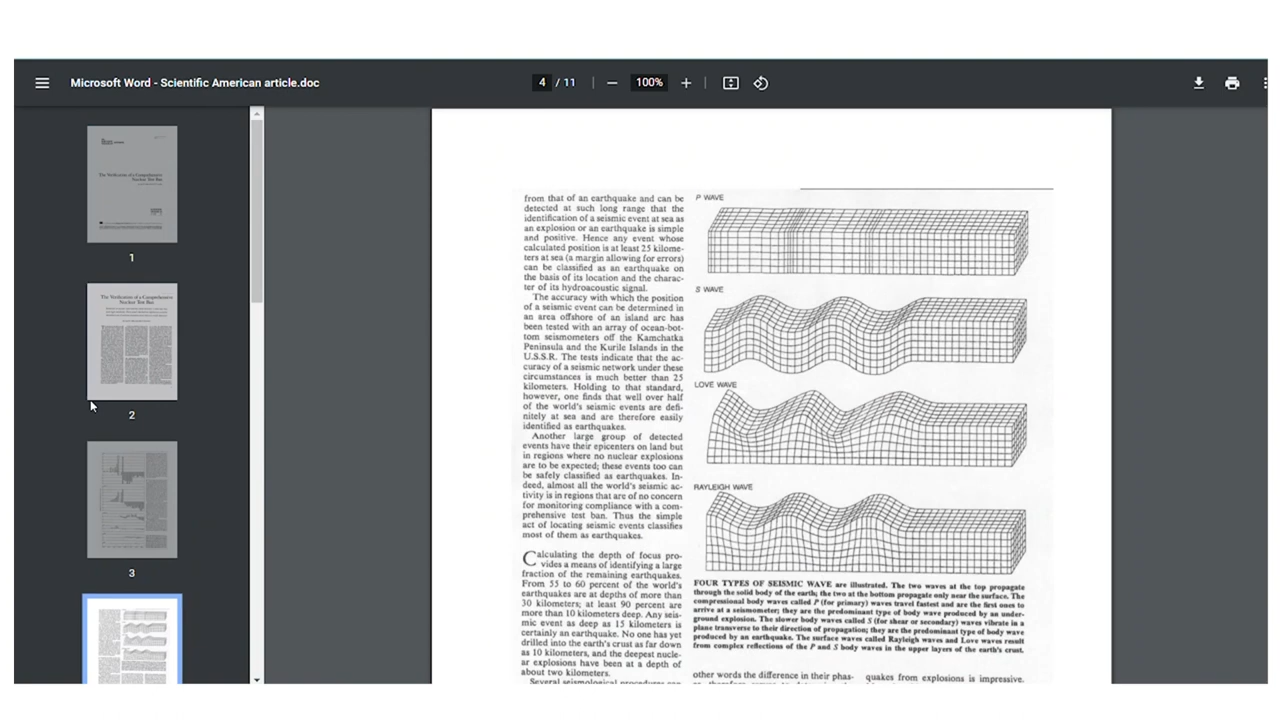 Microsoft Word - Scientific American article.doc
4 / 11
100%
The Verification of a Comprehensive
Nuclear Test Ban
1
The Verification of a Comprehensive
Nuclear Test Ban
2
3
from that of an earthquake and can be
detected at such long range that the
identification of a seismic event at sea as
an explosion or an earthquake is simple
and positive. Hence any event whose
calculated position is at least 25 kilome-
ters at sea (a margin allowing for errors)
can be classified as an earthquake on
the basis of its location and the charac-
ter of its hydroacoustic signal.
The accuracy with which the position
of a seismic event can be determined in
an area offshore of an island arc has
been tested with an array of ocean-bot-
tom seismometers off the Kamchatka
Peninsula and the Kurile Islands in the
U.S.S.R. The tests indicate that the ac-
curacy of a seismic network under these
circumstances is much better than 25
kilometers. Holding to that standard,
however, one finds that well over half
of the world's seismic events are defi-
nitely at sea and are therefore easily
identified as earthquakes.
Another large group of detected
events have their epicenters on land but
in regions where no nuclear explosions
are to be expected; these events too can
be safely classified as earthquakes. In-
deed, almost all the world's seismic ac-
tivity is in regions that are of no concern
for monitoring compliance with a com-
prehensive test ban. Thus the simple
act of locating seismic events classifies
most of them as earthquakes.
Calculating the depth of focus pro-
vides a means of identifying a large
fraction of the remaining earthquakes.
From 55 to 60 percent of the world's
earthquakes are at depths of more than
30 kilometers; at least 90 percent are
more than 10 kilometers deep. Any seis-
mic event as deep as 15 kilometers is
certainly an earthquake. No one has yet
drilled into the earth's crust as far down
as 10 kilometers, and the deepest nucle-
ar explosions have been at a depth of
about two kilometers.
Several seismological procedures can
P WAVE
S WAVE
LOVE WAVE
RAYLEIGH WAVE
FOUR TYPES OF SEISMIC WAVE are illustrated. The two waves at the top propagate
through the solid body of the earth; the two at the bottom propagate only near the surface. The
compressional body waves called P (for primary) waves travel fastest and are the first ones to
arrive at a seismometer; they are the predominant type of body wave produced by an under-
ground explosion. The slower body waves called S (for shear or secondary) waves vibrate in a
plane transverse to their direction of propagation; they are the predominant type of body wave
produced by an earthquake. The surface waves called Rayleigh waves and Love waves result
from complex reflections of the P and S body waves in the upper layers of the earth's crust.
other words the difference in their phas-
quakes from explosions is impressive.